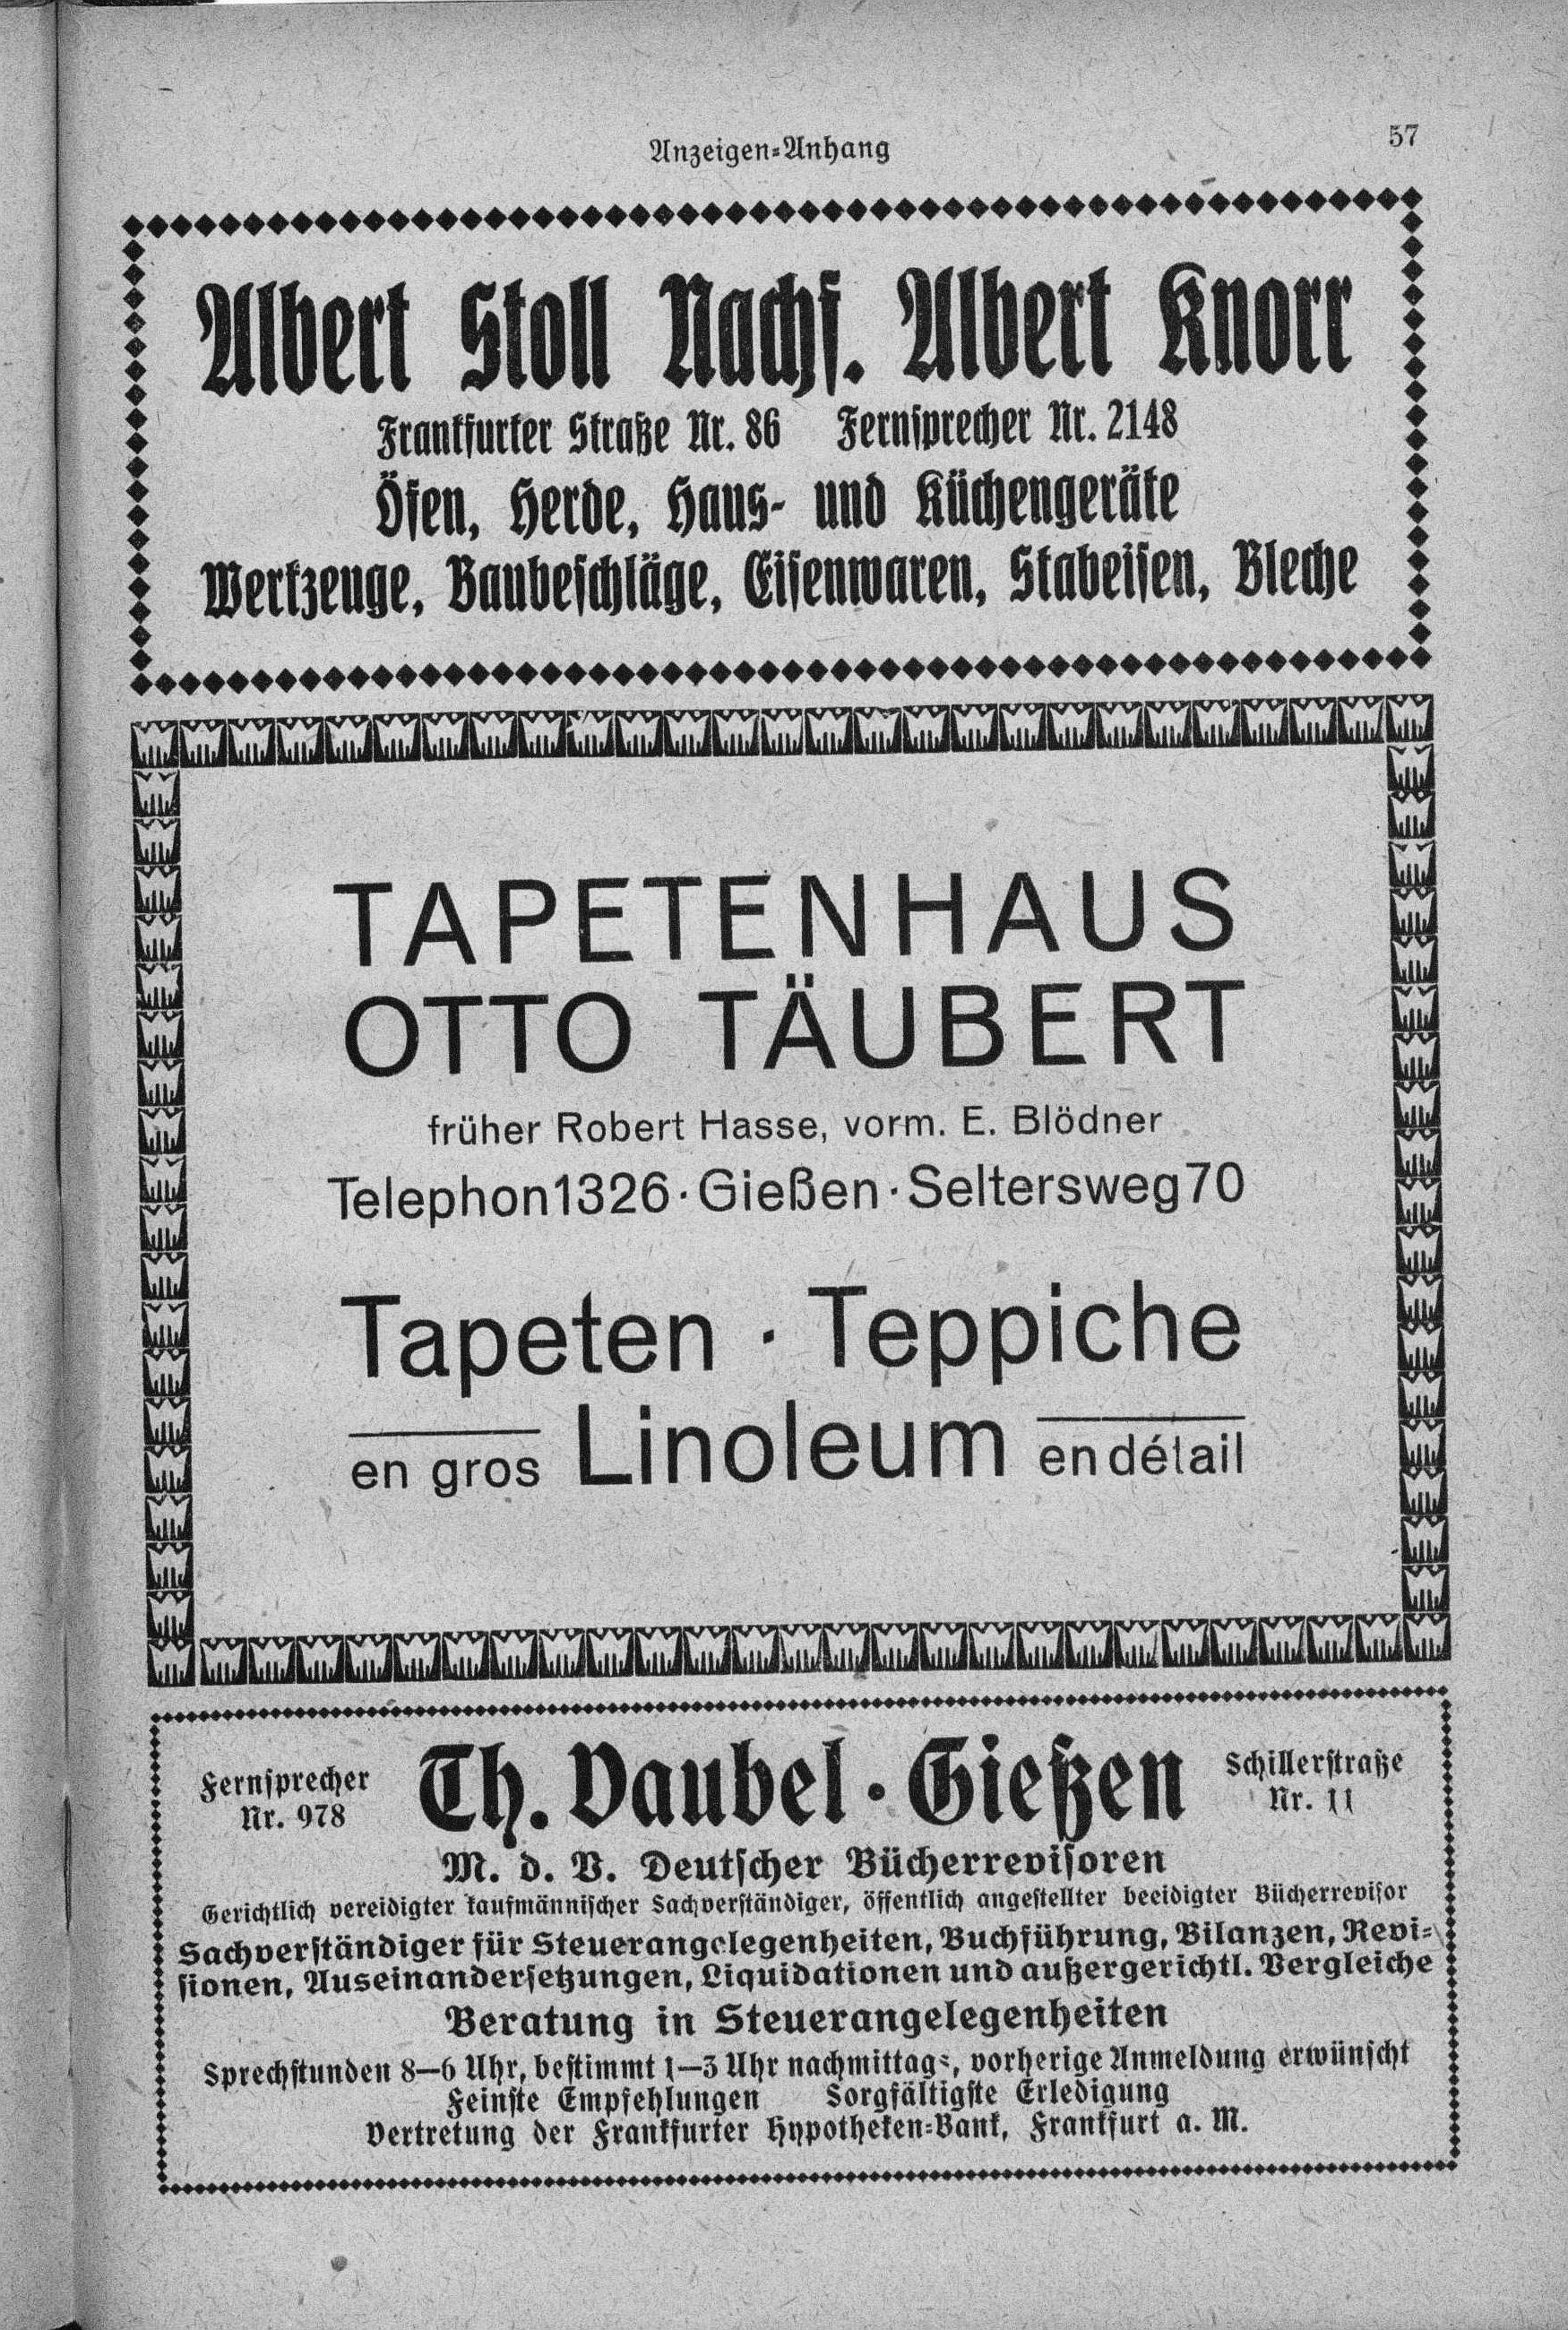 Anzeigen-Anhang
57
Albert Stoll Nachf. Albert Knorr
Frankfurter Straße Nr. 86 Fernsprecher Nr. 2148
Öfen, Herde, Haus- und Küchengeräte
Werkzeuge, Baubeschläge, Eisenwaren, Stabeisen, Bleche
TAPETENHAUS
OTTO TÄUBERT
früher Robert Hasse, vorm. E. Blödner
Telephon 1326 · Gießen · Seltersweg 70
Tapeten · Teppiche
en gros Linoleum en détail
Fernsprecher
Nr. 978
Th. Vaubel · Gießen
Schillerstraße
Nr. 11
M. d. V. Deutscher Bücherrevisoren
Gerichtlich vereidigter kaufmännischer Sachverständiger, öffentlich angestellter beeidigter Bücherrevisor
Sachverständiger für Steuerangelegenheiten, Buchführung, Bilanzen, Revi-
sionen, Auseinandersetzungen, Liquidationen und außergerichtl. Vergleiche
Beratung in Steuerangelegenheiten
Sprechstunden 8—6 Uhr, bestimmt 1—3 Uhr nachmittags, vorherige Anmeldung erwünscht
Feinste Empfehlungen Sorgfältigste Erledigung
Vertretung der Frankfurter Hypotheken-Bank, Frankfurt a. M.